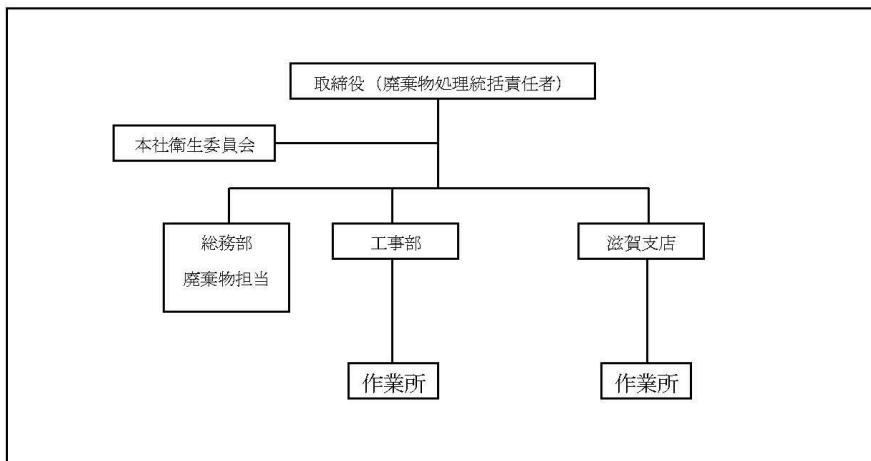 取締役（廃棄物処理統括責任者）
本社衛生委員会
総務部
廃棄物担当
工事部
滋賀支店
作業所
作業所